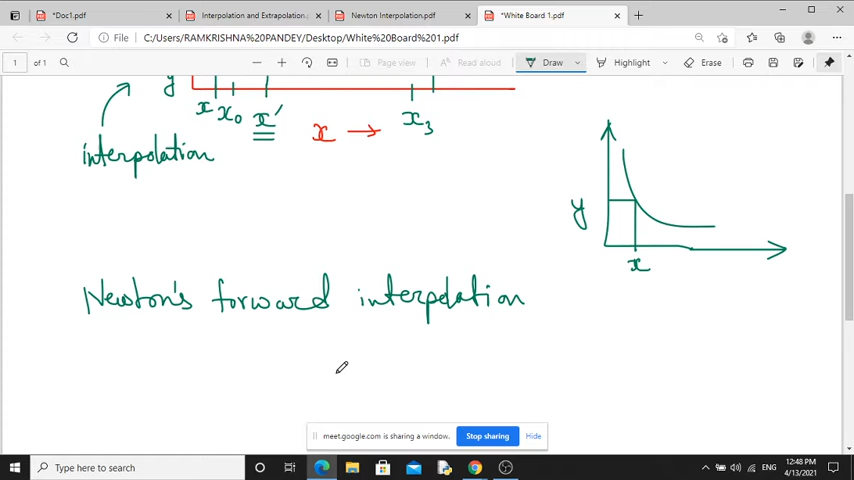 *Doc1.pdf
Interpolation and Extrapolation.p
Newton Interpolation.pdf
*White Board 1.pdf
File
C:/Users/RAMKRISHNA%20PANDEY/Desktop/White%20Board%201.pdf
1 of 1
Page view
Read aloud
Draw
Highlight
Erase
y
x x₀ x′ x → x₃
interpolation
y
x
Newton's forward interpolation
meet.google.com is sharing a window.
Stop sharing
Hide
Type here to search
ENG
12:48 PM
4/13/2021